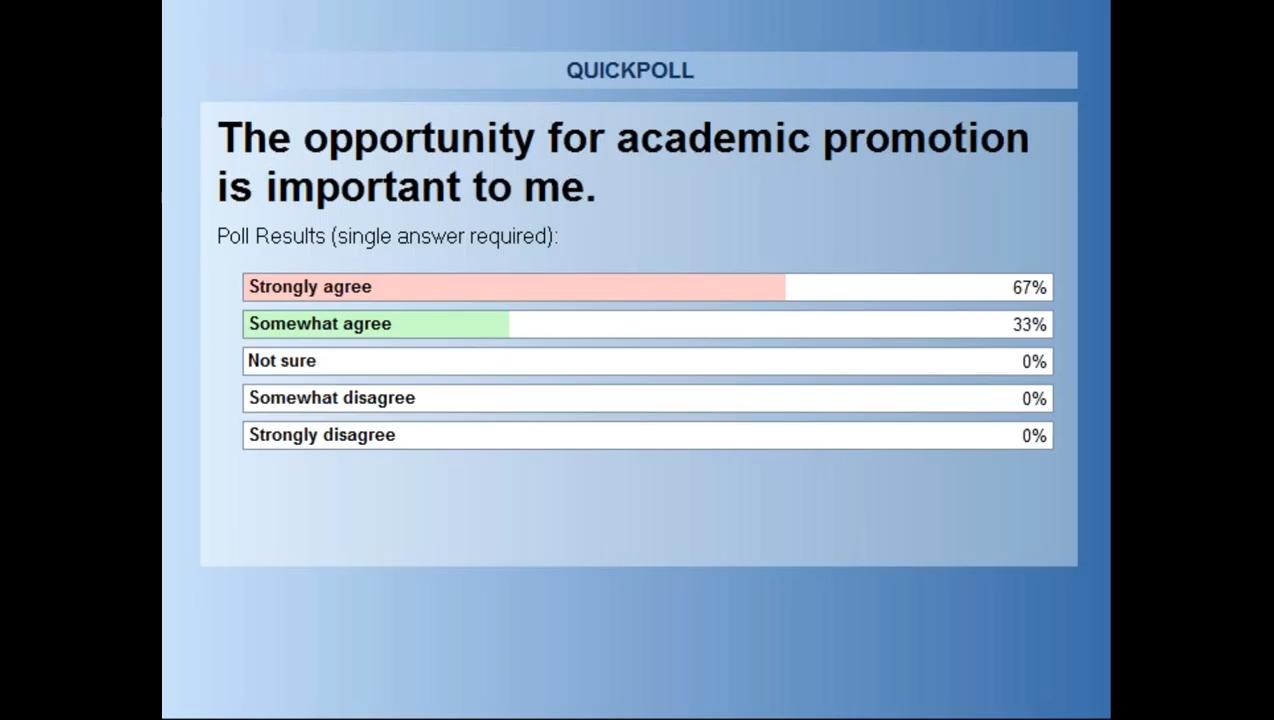 QUICKPOLL
The opportunity for academic promotion
is important to me.
Poll Results (single answer required):
Strongly agree 67%
Somewhat agree 33%
Not sure 0%
Somewhat disagree 0%
Strongly disagree 0%